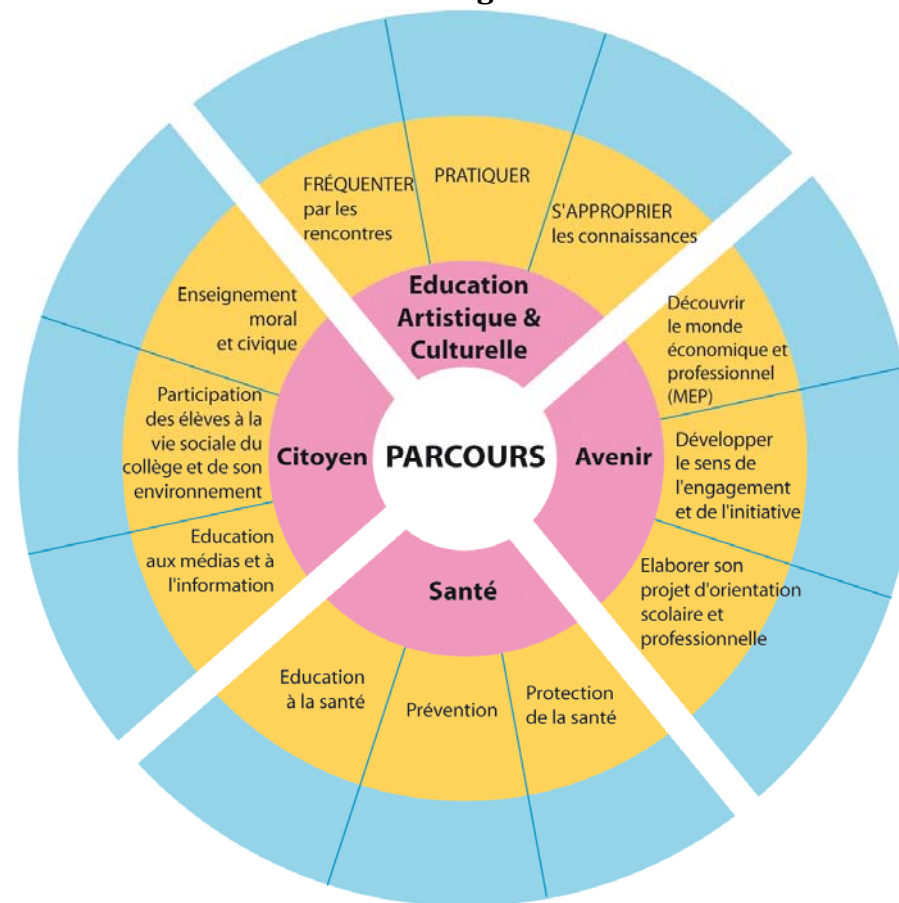 FRÉQUENTER
par les
rencontres
PRATIQUER
S'APPROPRIER
les connaissances
Education
Artistique &
Culturelle
Enseignement
moral
et civique
Participation
des élèves à la
vie sociale du
collège et de son
environnement
Education
aux médias et à
l'information
Citoyen
PARCOURS
Avenir
Découvrir
le monde
économique et
professionnel
(MEP)
Développer
le sens de
l'engagement
et de l'initiative
Elaborer son
projet d'orientation
scolaire et
professionnelle
Santé
Education
à la santé
Prévention
Protection
de la santé